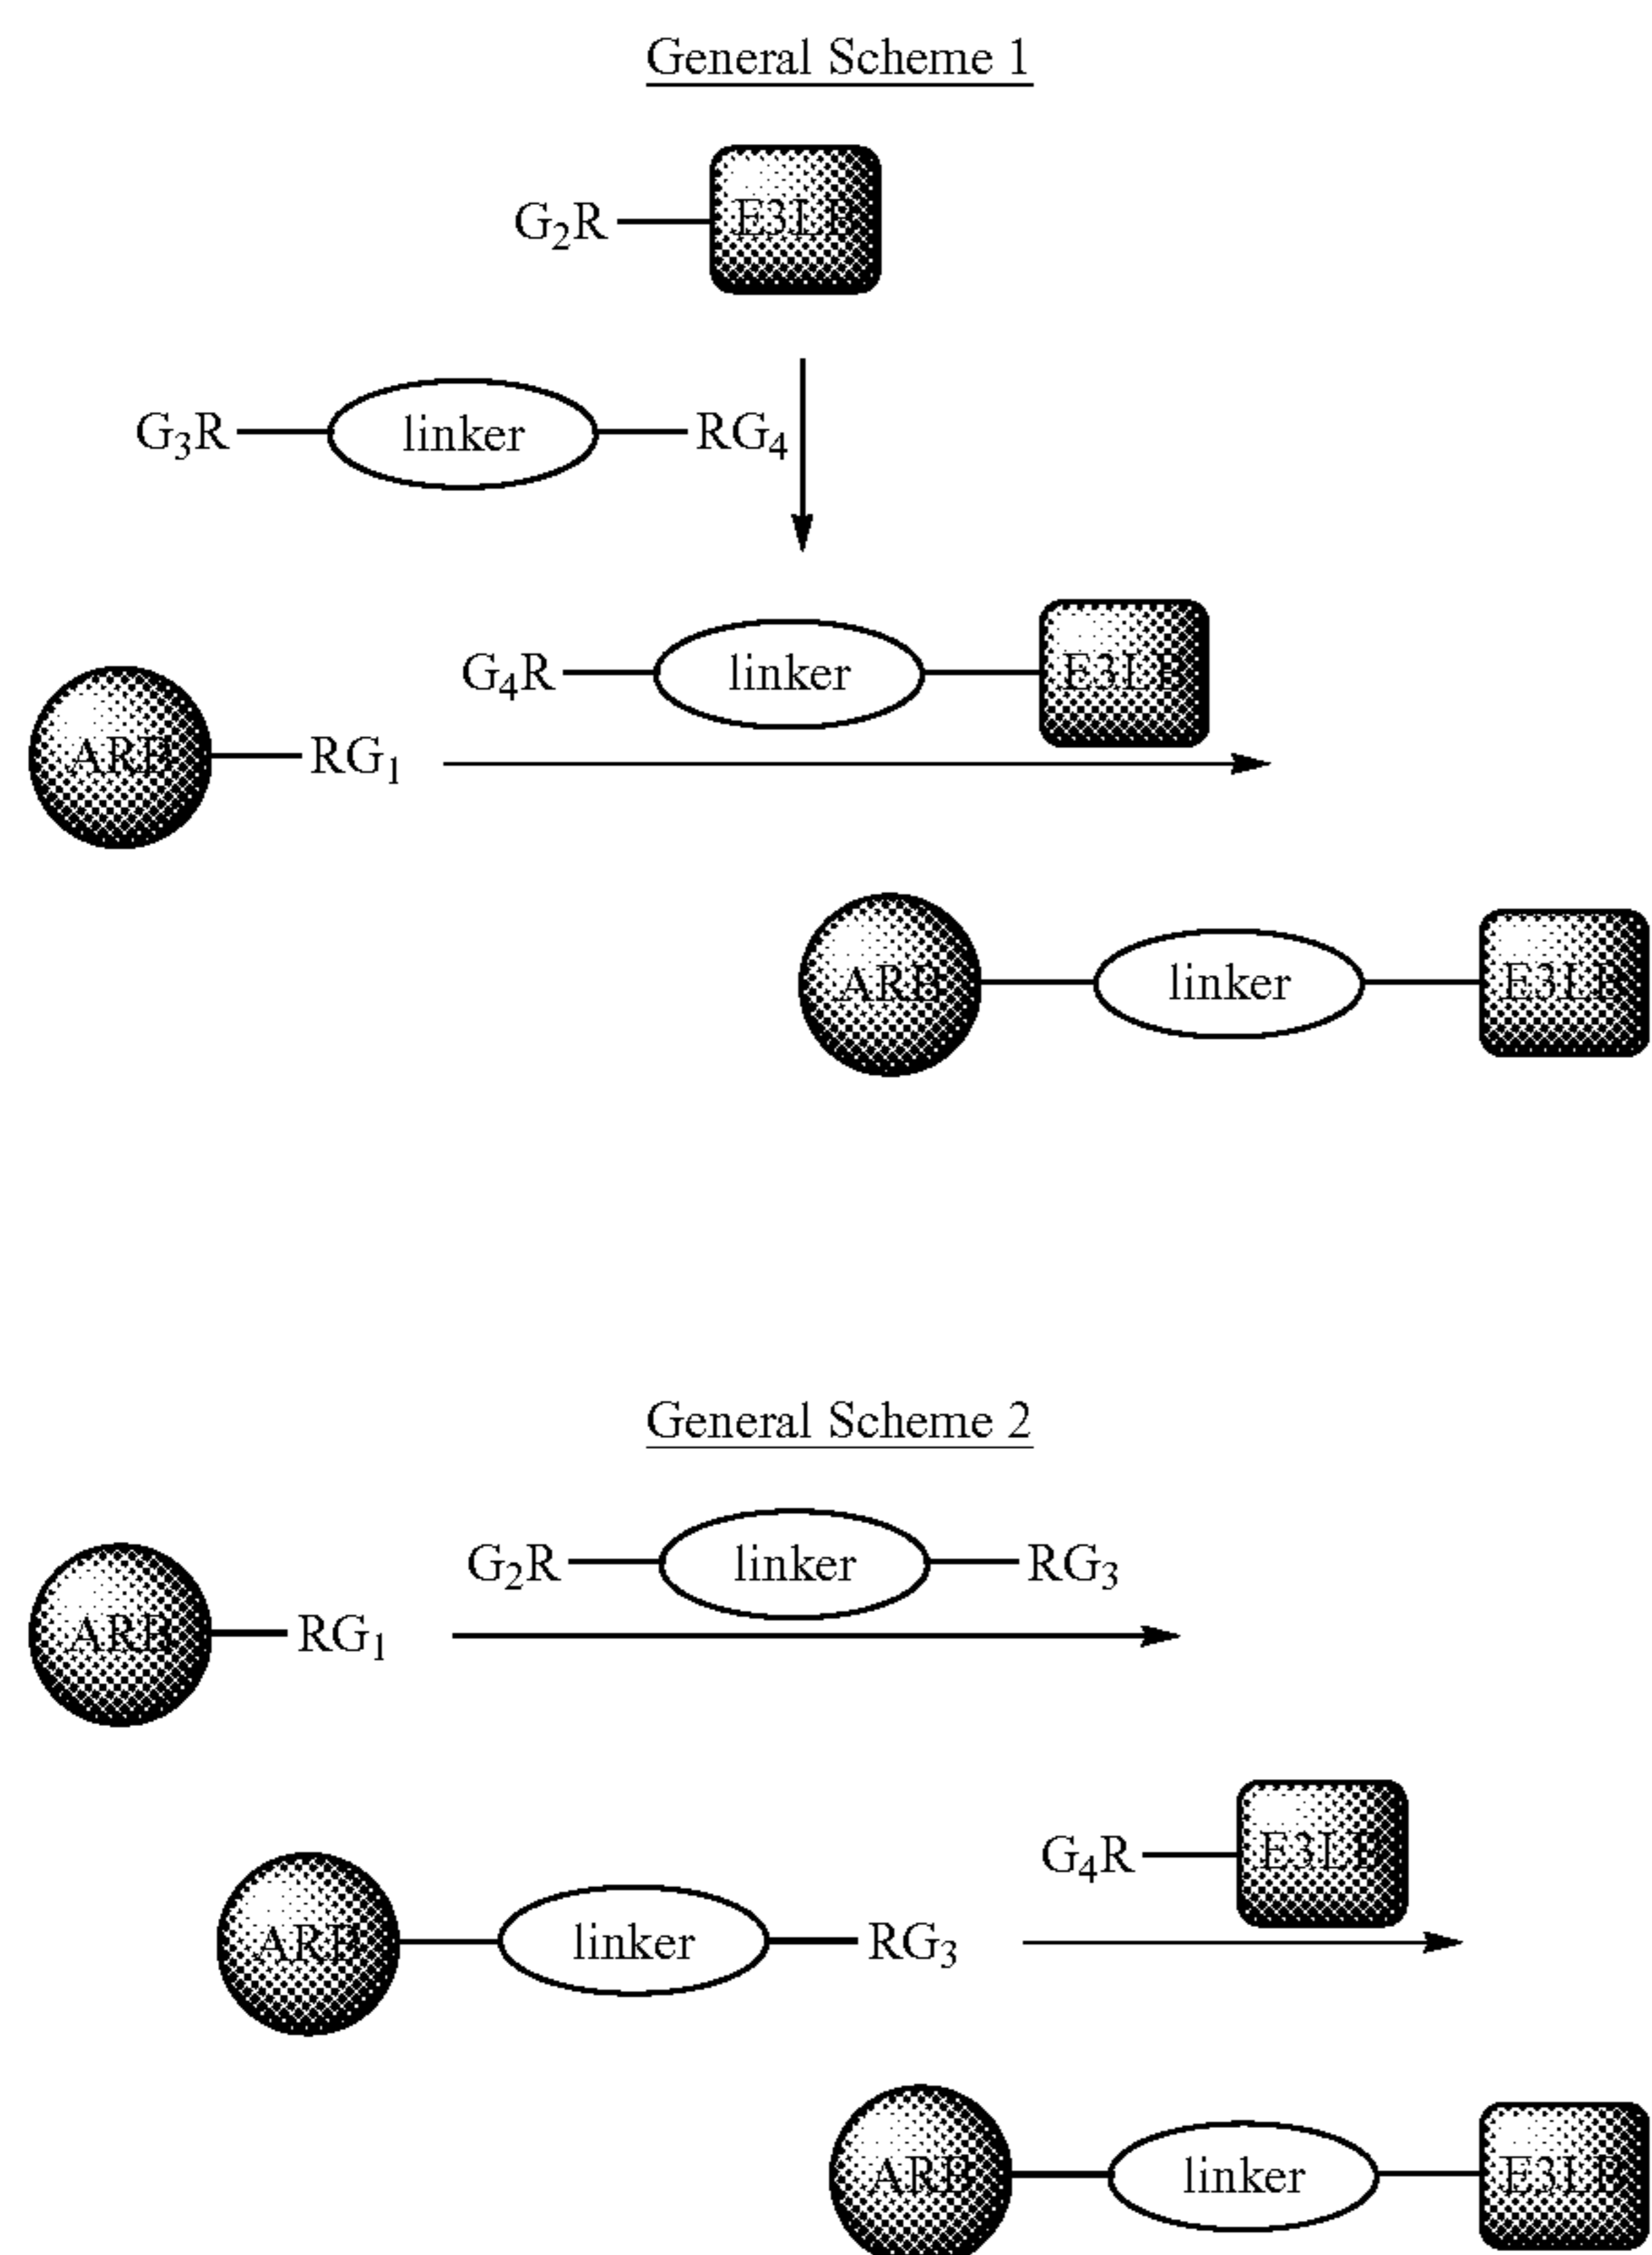 General Scheme 1
G₂R E3LB
G₃R linker RG₄
G₄R linker E3LB
ARB RG₁
ARB linker E3LB
General Scheme 2
G₂R linker RG₃
ARB RG₁
G₄R E3LB
ARB linker RG₃
ARB linker E3LB